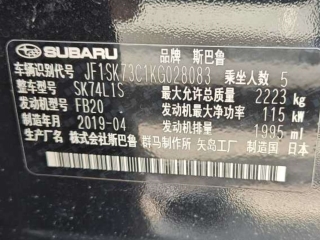 SUBARU 品牌 斯巴鲁
车辆识别代号 JF1SK73C1KG028083 乘坐人数 5
整车型号 SK74L1S 最大允许总质量 2223 kg
发动机型号 FB20 发动机最大净功率 115 kW
制造年月 2019-04 发动机排量 1995 ml
株式会社斯巴鲁 群马制作所 矢岛工厂 制造国 日本